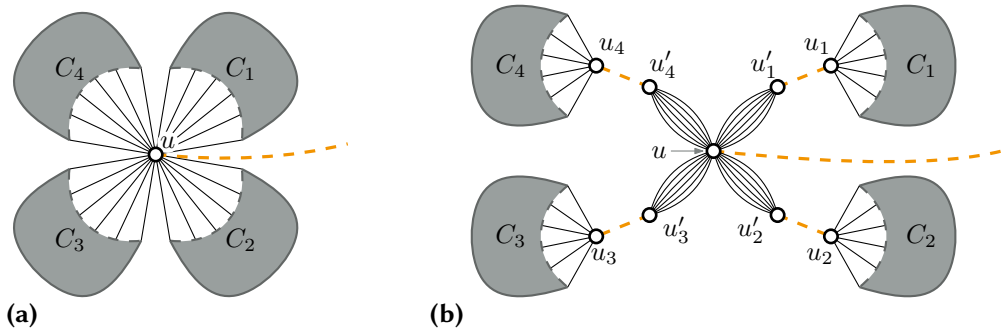 C₄ C₁
u
C₃ C₂
(a)
C₄ u₄ u′₄ u′₁ u₁ C₁
u
C₃ u₃ u′₃ u′₂ u₂ C₂
(b)